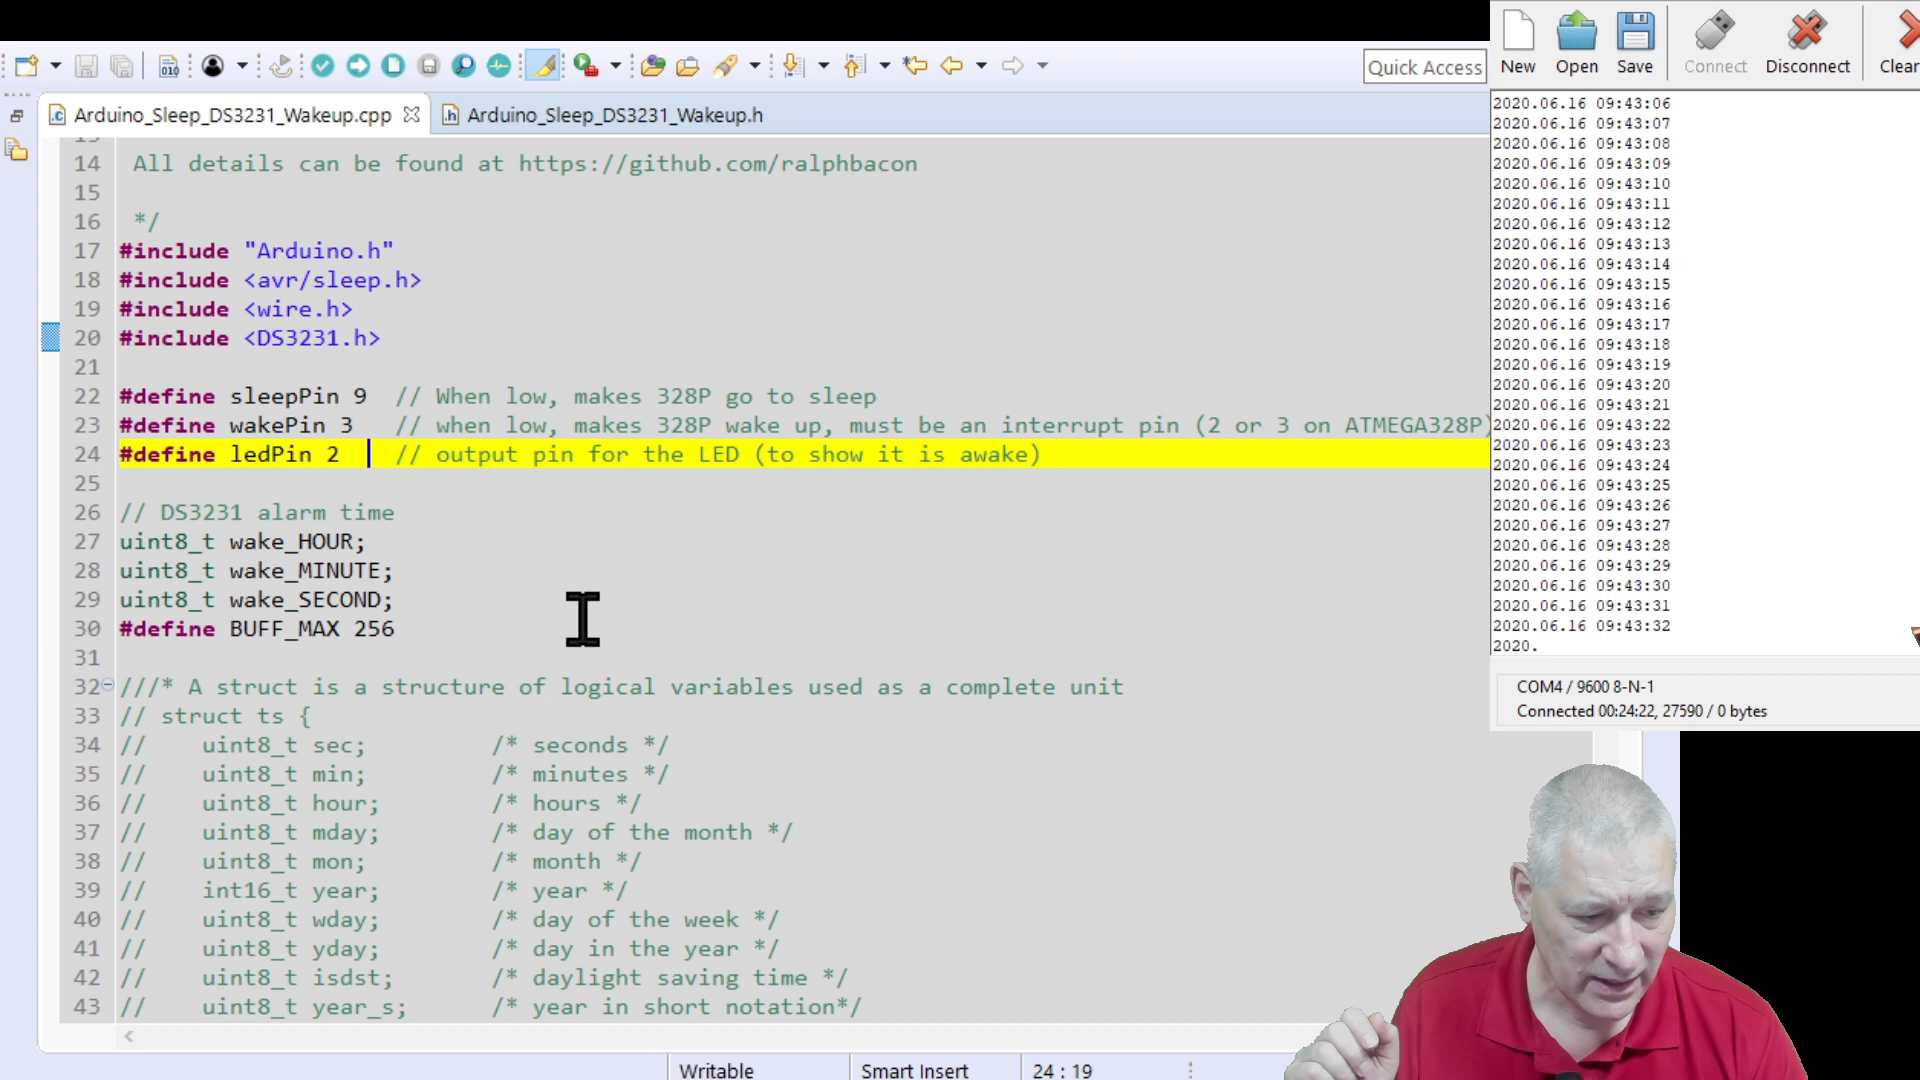 Quick Access
New Open Save Connect Disconnect Clear
Arduino_Sleep_DS3231_Wakeup.cpp
Arduino_Sleep_DS3231_Wakeup.h
14 All details can be found at https://github.com/ralphbacon
15
16 */
17 #include "Arduino.h"
18 #include <avr/sleep.h>
19 #include <wire.h>
20 #include <DS3231.h>
21
22 #define sleepPin 9 // When low, makes 328P go to sleep
23 #define wakePin 3 // when low, makes 328P wake up, must be an interrupt pin (2 or 3 on ATMEGA328P)
24 #define ledPin 2 // output pin for the LED (to show it is awake)
25
26 // DS3231 alarm time
27 uint8_t wake_HOUR;
28 uint8_t wake_MINUTE;
29 uint8_t wake_SECOND;
30 #define BUFF_MAX 256
31
32 ///* A struct is a structure of logical variables used as a complete unit
33 // struct ts {
34 // uint8_t sec; /* seconds */
35 // uint8_t min; /* minutes */
36 // uint8_t hour; /* hours */
37 // uint8_t mday; /* day of the month */
38 // uint8_t mon; /* month */
39 // int16_t year; /* year */
40 // uint8_t wday; /* day of the week */
41 // uint8_t yday; /* day in the year */
42 // uint8_t isdst; /* daylight saving time */
43 // uint8_t year_s; /* year in short notation*/
Writable Smart Insert 24 : 19
2020.06.16 09:43:06
2020.06.16 09:43:07
2020.06.16 09:43:08
2020.06.16 09:43:09
2020.06.16 09:43:10
2020.06.16 09:43:11
2020.06.16 09:43:12
2020.06.16 09:43:13
2020.06.16 09:43:14
2020.06.16 09:43:15
2020.06.16 09:43:16
2020.06.16 09:43:17
2020.06.16 09:43:18
2020.06.16 09:43:19
2020.06.16 09:43:20
2020.06.16 09:43:21
2020.06.16 09:43:22
2020.06.16 09:43:23
2020.06.16 09:43:24
2020.06.16 09:43:25
2020.06.16 09:43:26
2020.06.16 09:43:27
2020.06.16 09:43:28
2020.06.16 09:43:29
2020.06.16 09:43:30
2020.06.16 09:43:31
2020.06.16 09:43:32
2020.
COM4 / 9600 8-N-1
Connected 00:24:22, 27590 / 0 bytes